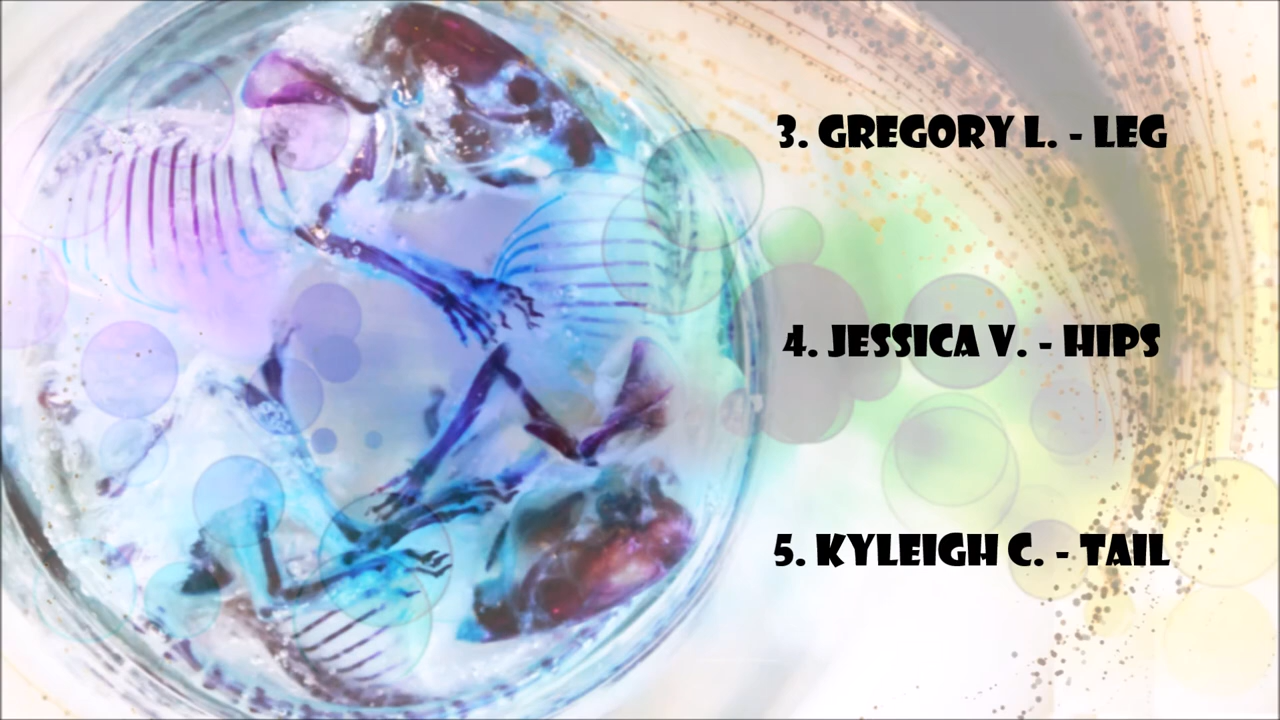 3. GREGORY L. - LEG
4. JESSICA V. - HIPS
5. KYLEIGH C. - TAIL